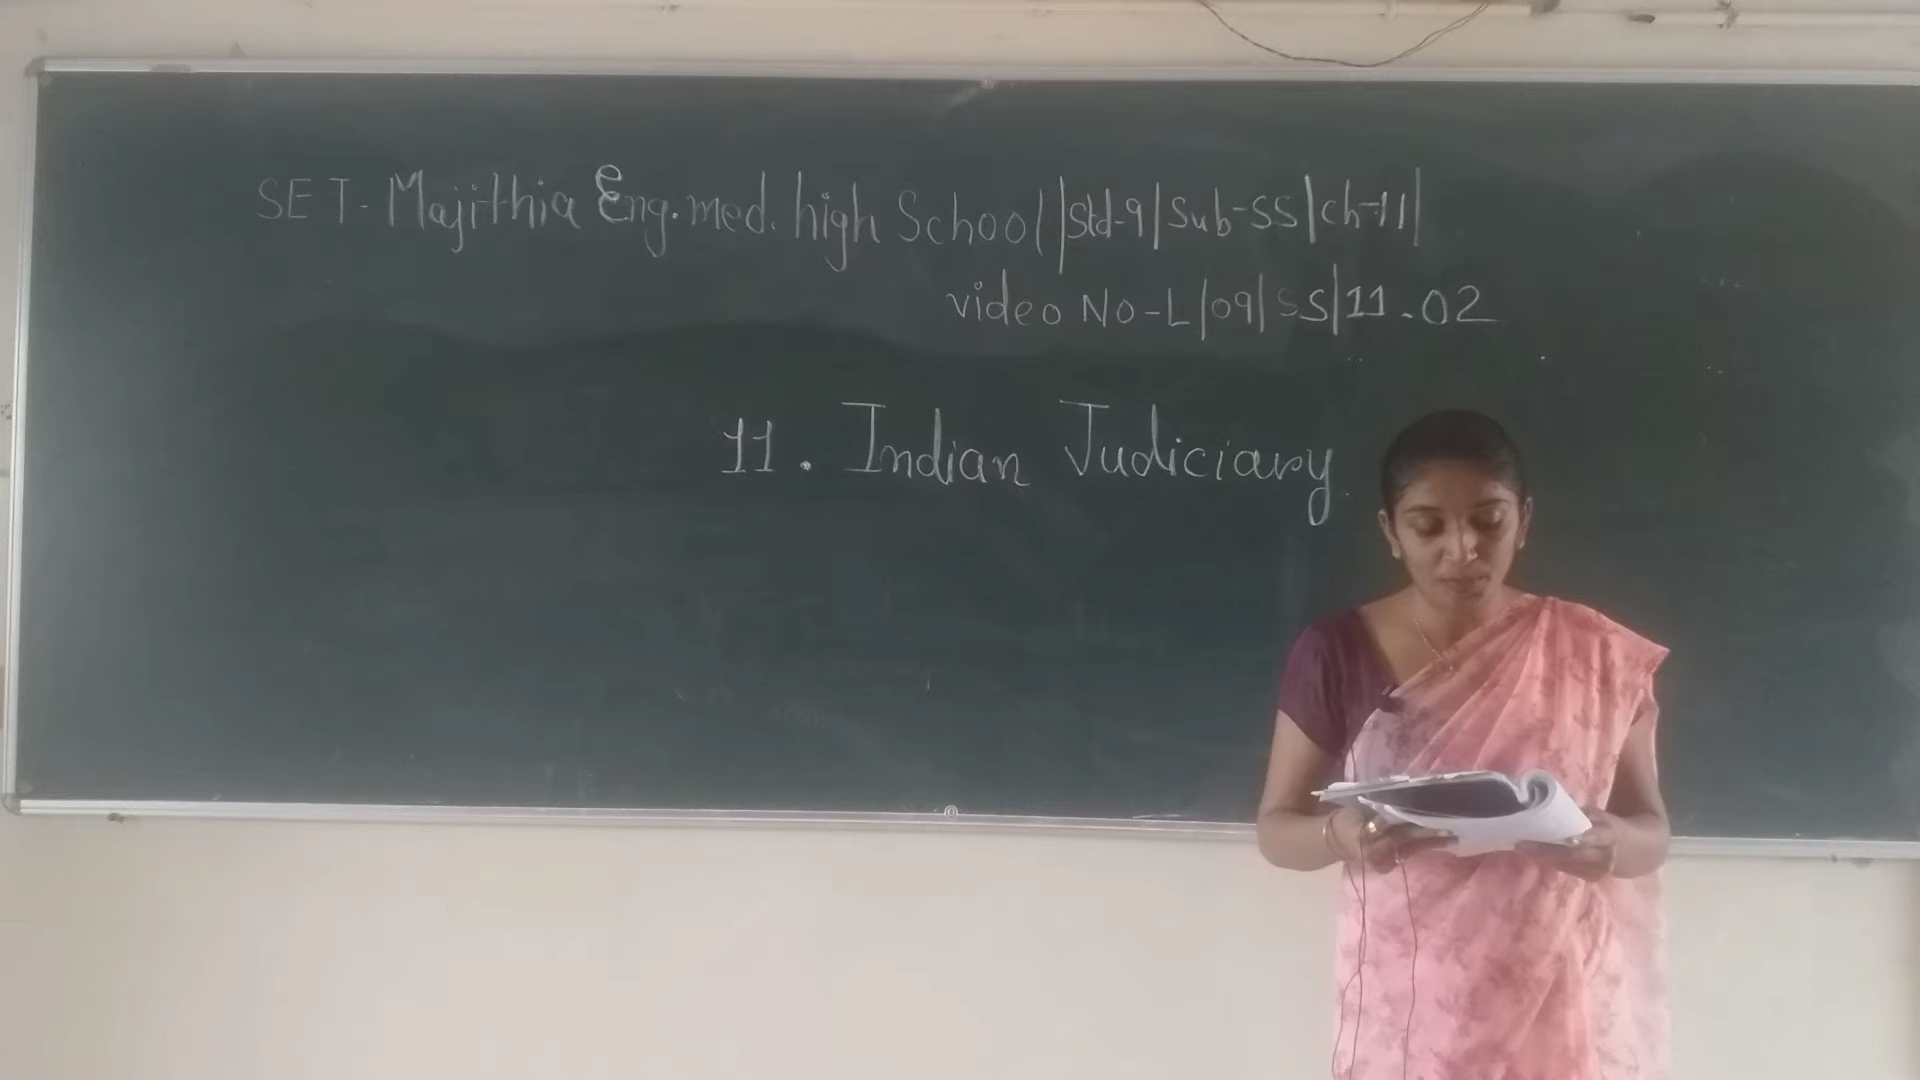 SET-Majithia Eng.med. high School||Std-9|Sub-SS|ch-11|
video No-L/09/SS/11.02
11. Indian Judiciary